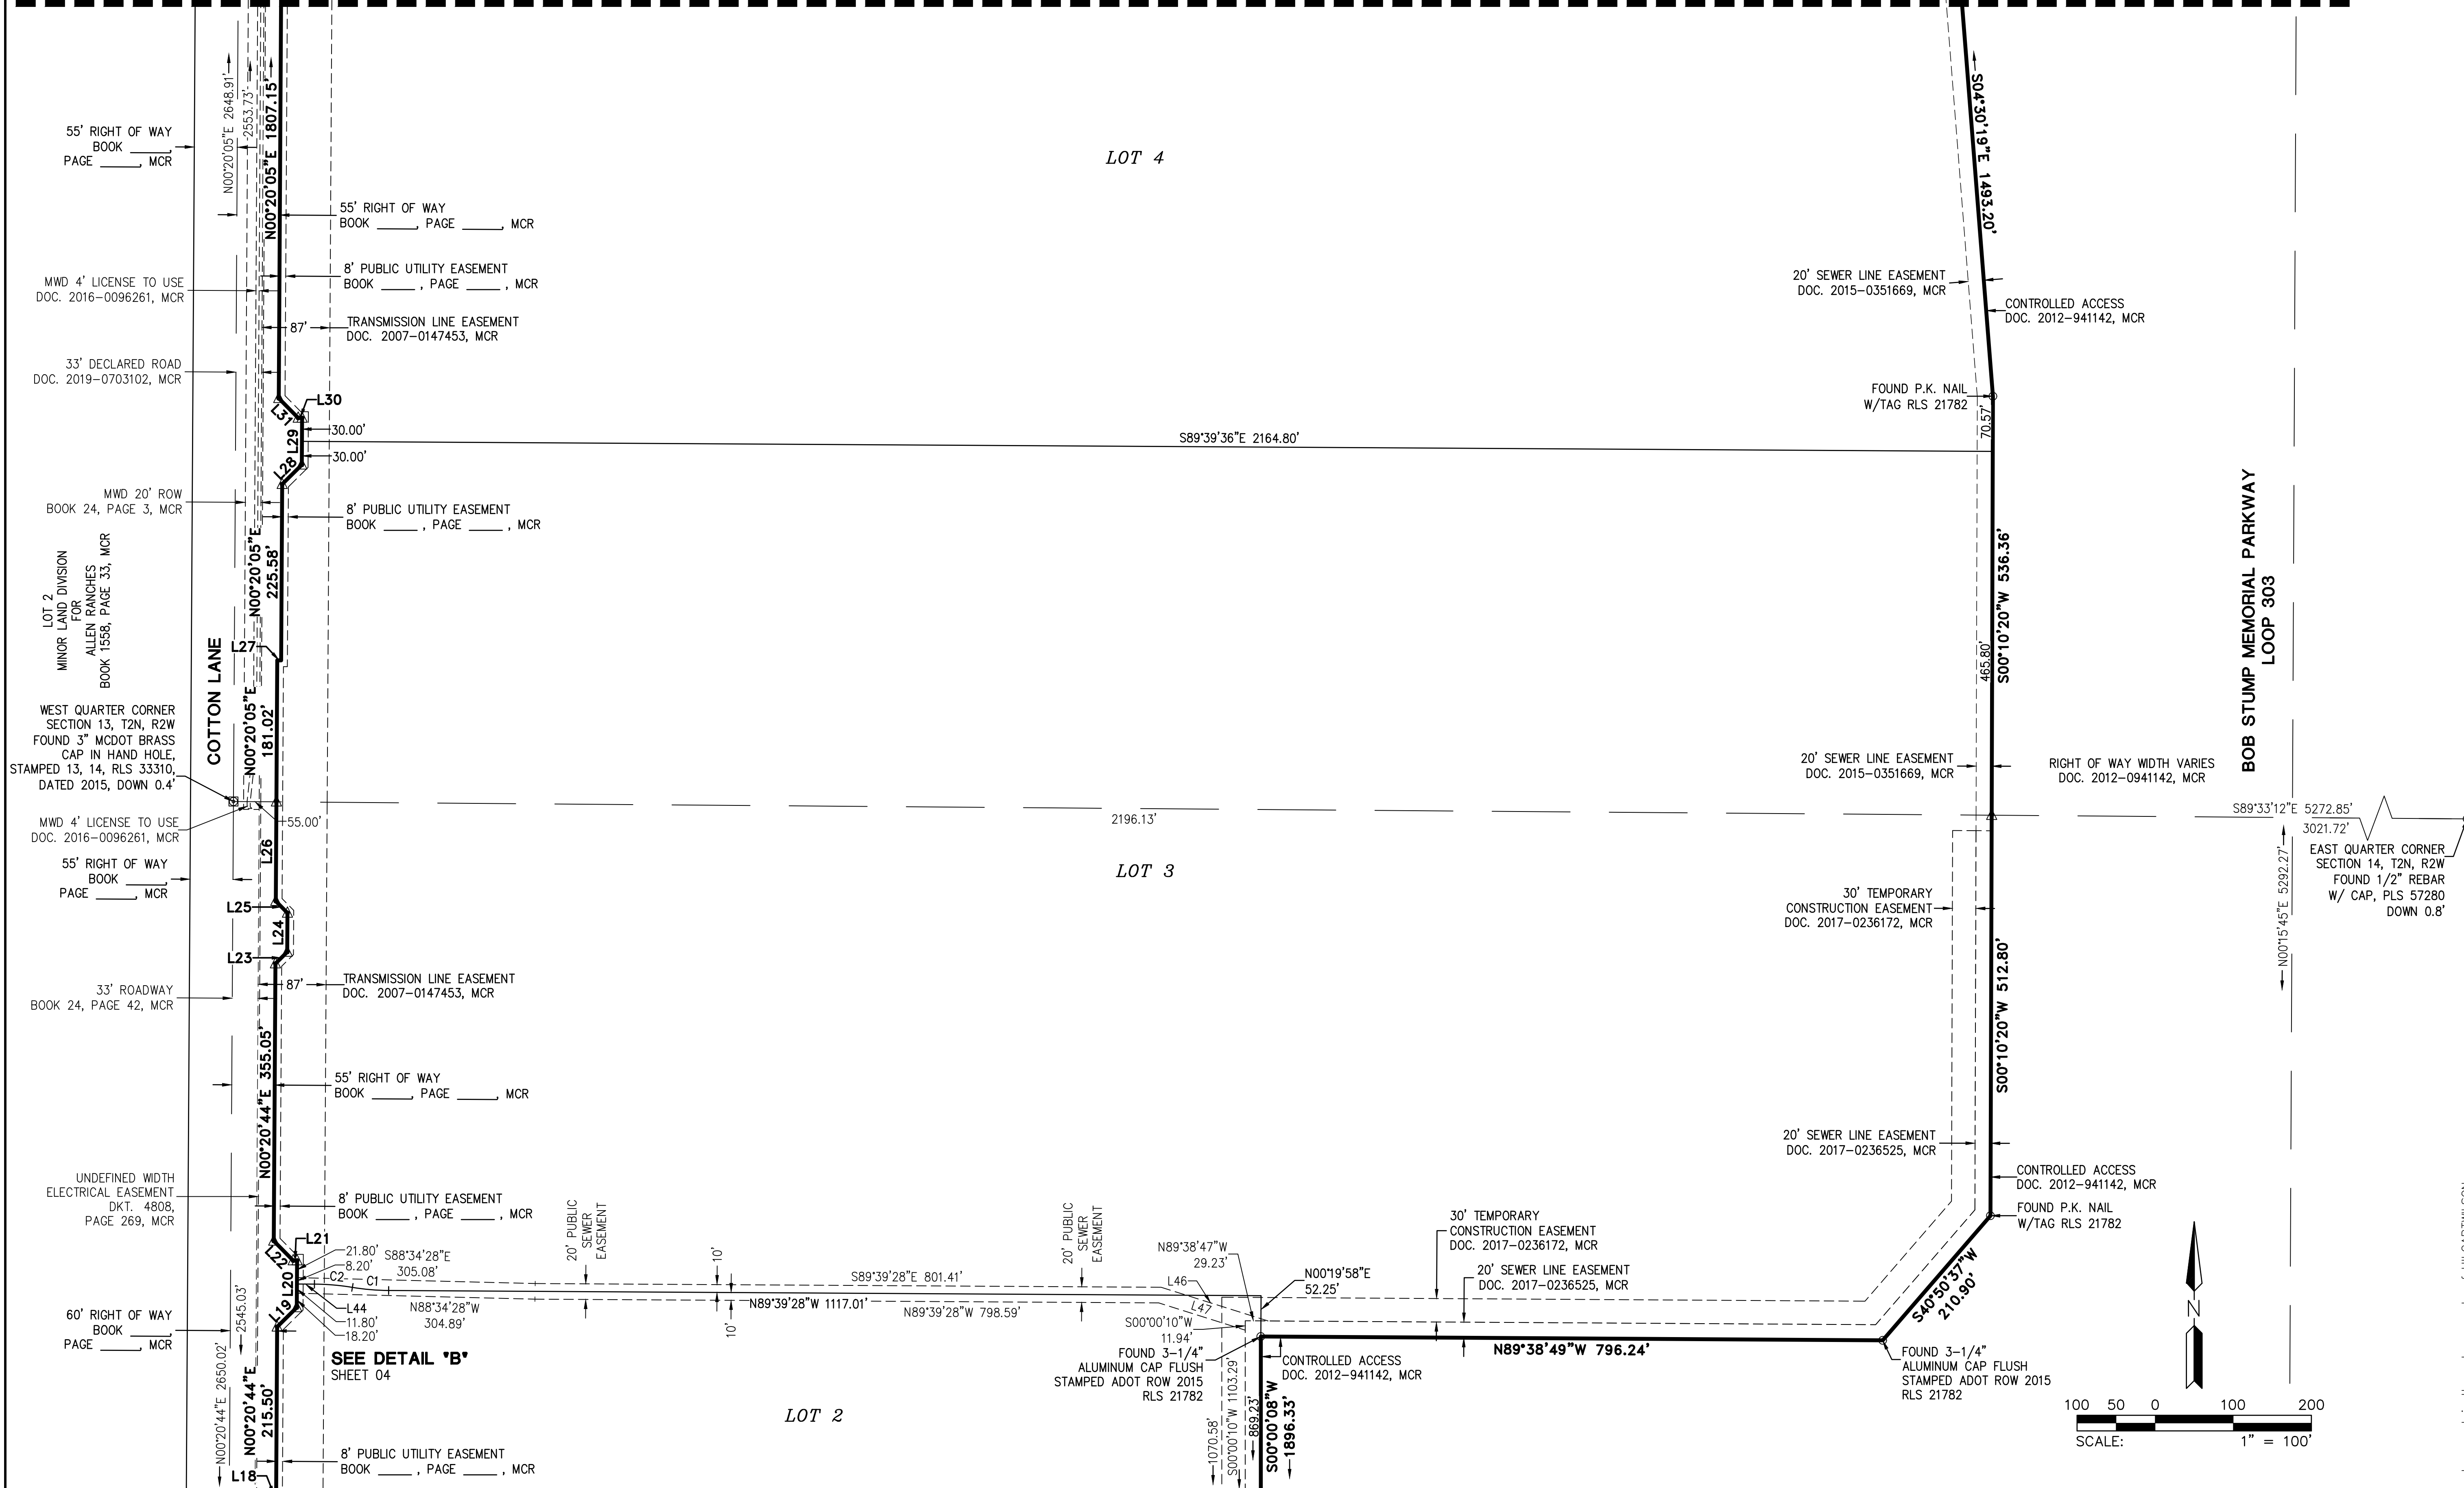 N00°20'05"E 2648.91'
2553.73'
N00°20'05"E 1807.15'
55' RIGHT OF WAY
BOOK _____,
PAGE _____, MCR
LOT 4
S04°30'19"E 1493.20'
55' RIGHT OF WAY
BOOK _____, PAGE _____, MCR
MWD 4' LICENSE TO USE
DOC. 2016-0096261, MCR
8' PUBLIC UTILITY EASEMENT
BOOK _____, PAGE _____, MCR
87'
TRANSMISSION LINE EASEMENT
DOC. 2007-0147453, MCR
20' SEWER LINE EASEMENT
DOC. 2015-0351669, MCR
CONTROLLED ACCESS
DOC. 2012-941142, MCR
33' DECLARED ROAD
DOC. 2019-0703102, MCR
FOUND P.K. NAIL
W/TAG RLS 21782
70.57'
L30
L31
L29
30.00'
30.00'
L28
S89°39'36"E 2164.80'
MWD 20' ROW
BOOK 24, PAGE 3, MCR
8' PUBLIC UTILITY EASEMENT
BOOK _____, PAGE _____, MCR
LOT 2
MINOR LAND DIVISION
FOR
ALLEN RANCHES
BOOK 1558, PAGE 33, MCR
N00°20'05"E
225.58'
L27
COTTON LANE
N00°20'05"E
181.02'
S00°10'20"W 536.36'
465.80'
BOB STUMP MEMORIAL PARKWAY
LOOP 303
WEST QUARTER CORNER
SECTION 13, T2N, R2W
FOUND 3" MCDOT BRASS
CAP IN HAND HOLE,
STAMPED 13, 14, RLS 33310,
DATED 2015, DOWN 0.4'
20' SEWER LINE EASEMENT
DOC. 2015-0351669, MCR
RIGHT OF WAY WIDTH VARIES
DOC. 2012-0941142, MCR
MWD 4' LICENSE TO USE
DOC. 2016-0096261, MCR
55.00'
2196.13'
S89°33'12"E 5272.85'
3021.72'
EAST QUARTER CORNER
SECTION 14, T2N, R2W
FOUND 1/2" REBAR
W/ CAP, PLS 57280
DOWN 0.8'
N00°15'45"E 5292.27'
55' RIGHT OF WAY
BOOK _____,
PAGE _____, MCR
L26
LOT 3
L25
L24
L23
30' TEMPORARY
CONSTRUCTION EASEMENT
DOC. 2017-0236172, MCR
33' ROADWAY
BOOK 24, PAGE 42, MCR
87'
TRANSMISSION LINE EASEMENT
DOC. 2007-0147453, MCR
S00°10'20"W 512.80'
N00°20'44"E 355.05'
55' RIGHT OF WAY
BOOK _____, PAGE _____, MCR
20' SEWER LINE EASEMENT
DOC. 2017-0236525, MCR
CONTROLLED ACCESS
DOC. 2012-941142, MCR
UNDEFINED WIDTH
ELECTRICAL EASEMENT
DKT. 4808,
PAGE 269, MCR
8' PUBLIC UTILITY EASEMENT
BOOK _____, PAGE _____, MCR
FOUND P.K. NAIL
W/TAG RLS 21782
20' PUBLIC
SEWER
EASEMENT
20' PUBLIC
SEWER
EASEMENT
30' TEMPORARY
CONSTRUCTION EASEMENT
DOC. 2017-0236172, MCR
L21
L22
21.80'
8.20'
S88°34'28"E
305.08'
C2
C1
10'
S89°39'28"E 801.41'
N89°38'47"W
29.23'
L46
L47
N00°19'58"E
52.25'
20' SEWER LINE EASEMENT
DOC. 2017-0236525, MCR
S40°50'37"W
210.90'
L20
L19
L44
11.80'
18.20'
N88°34'28"W
304.89'
N89°39'28"W 1117.01'
N89°39'28"W 798.59'
10'
S00°00'10"W
11.94'
60' RIGHT OF WAY
BOOK _____,
PAGE _____, MCR
2545.03'
N00°20'44"E 2650.02'
SEE DETAIL "B"
SHEET 04
FOUND 3-1/4"
ALUMINUM CAP FLUSH
STAMPED ADOT ROW 2015
RLS 21782
CONTROLLED ACCESS
DOC. 2012-941142, MCR
N89°38'49"W 796.24'
FOUND 3-1/4"
ALUMINUM CAP FLUSH
STAMPED ADOT ROW 2015
RLS 21782
N
N00°20'44"E
215.50'
LOT 2
1070.58'
S00°00'10"W 1103.29'
869.23'
S00°00'08"W
1896.33'
8' PUBLIC UTILITY EASEMENT
BOOK _____, PAGE _____, MCR
L18
100 50 0 100 200
SCALE: 1" = 100'